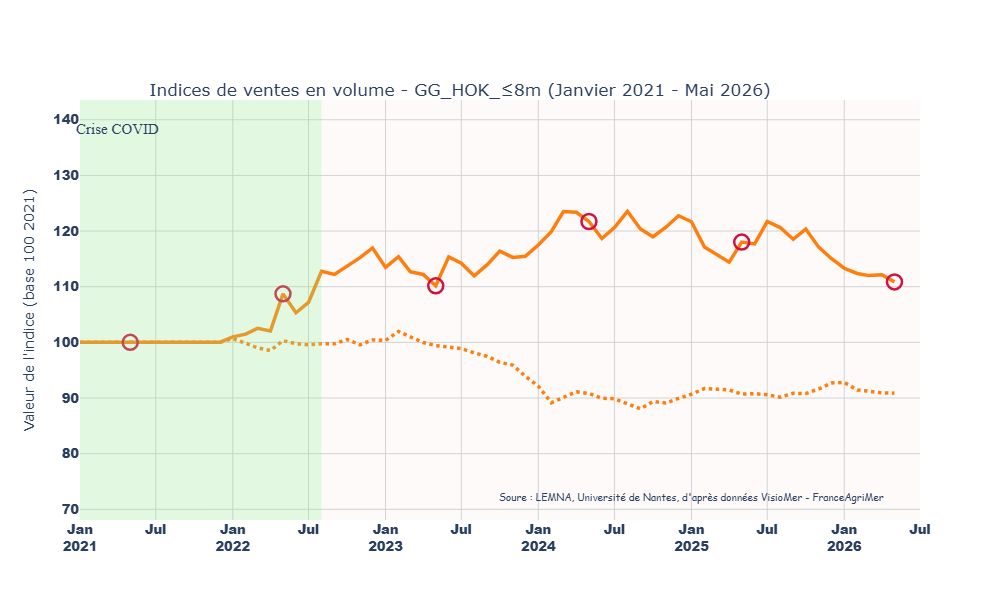 Indices de ventes en volume - GG_HOK_≤8m (Janvier 2021 - Mai 2026)
Crise COVID
Valeur de l'indice (base 100 2021)
140
130
120
110
100
90
80
70
Soure : LEMNA, Université de Nantes, d'après données VisioMer - FranceAgriMer
Jan Jul Jan Jul Jan Jul Jan Jul Jan Jul Jan Jul
2021 2022 2023 2024 2025 2026